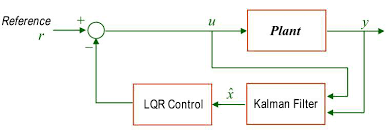 Reference
r
+
−
u
Plant
y
LQR Control
x̂
Kalman Filter